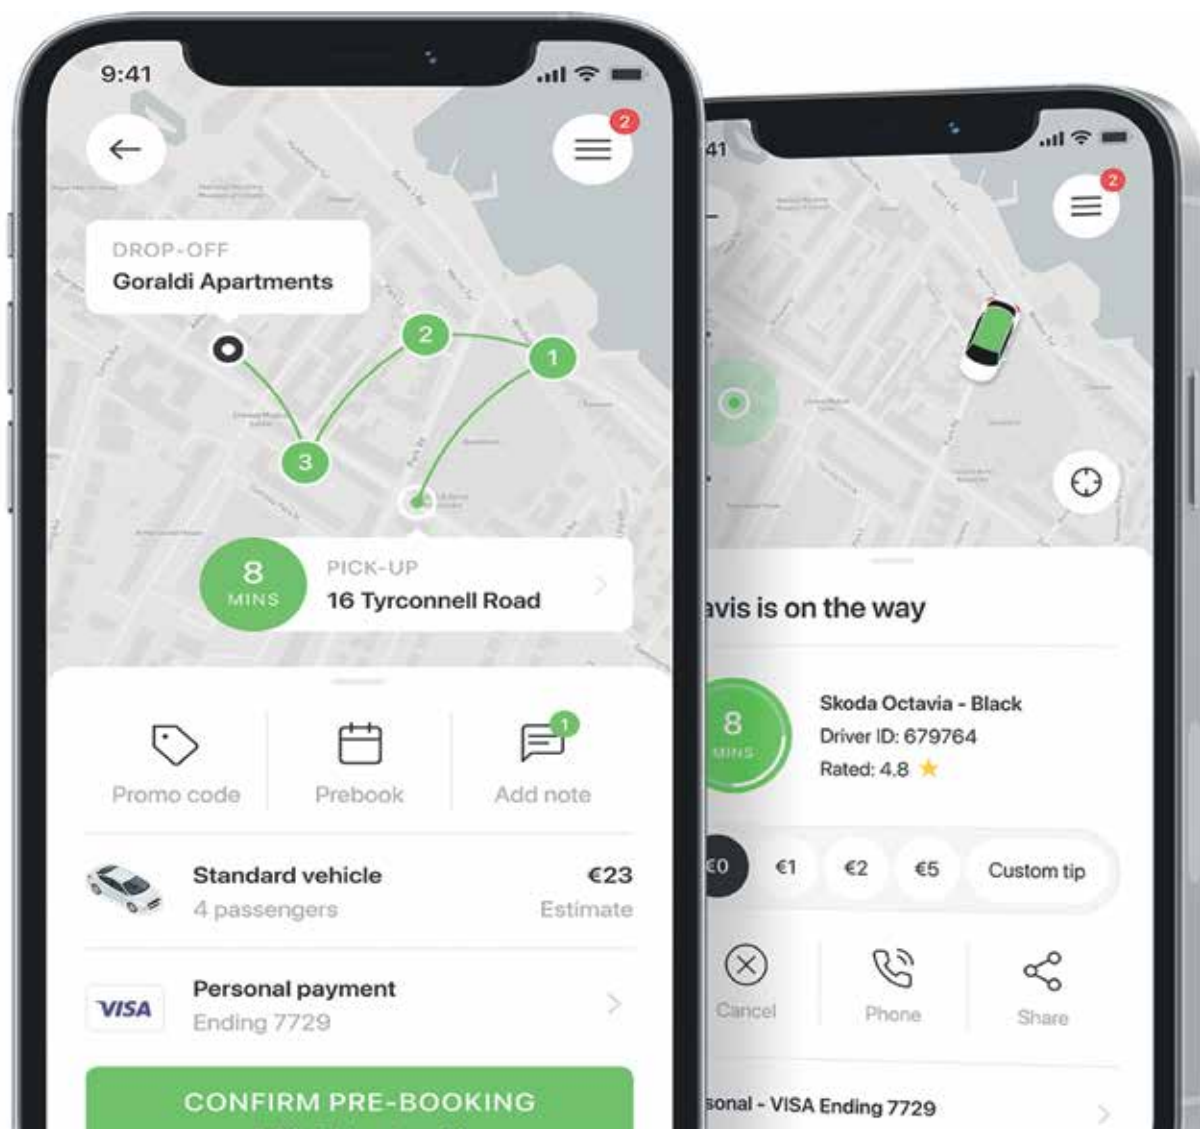 9:41
2
DROP-OFF
Goraldi Apartments
2
1
3
8
MINS
PICK-UP
16 Tyrconnell Road
1
Promo code
Prebook
Add note
Standard vehicle
€23
4 passengers
Estimate
VISA
Personal payment
Ending 7729
CONFIRM PRE-BOOKING
41
2
avis is on the way
8
MINS
Skoda Octavia - Black
Driver ID: 679764
Rated: 4.8
€0
€1
€2
€5
Custom tip
Cancel
Phone
Share
sonal - VISA Ending 7729